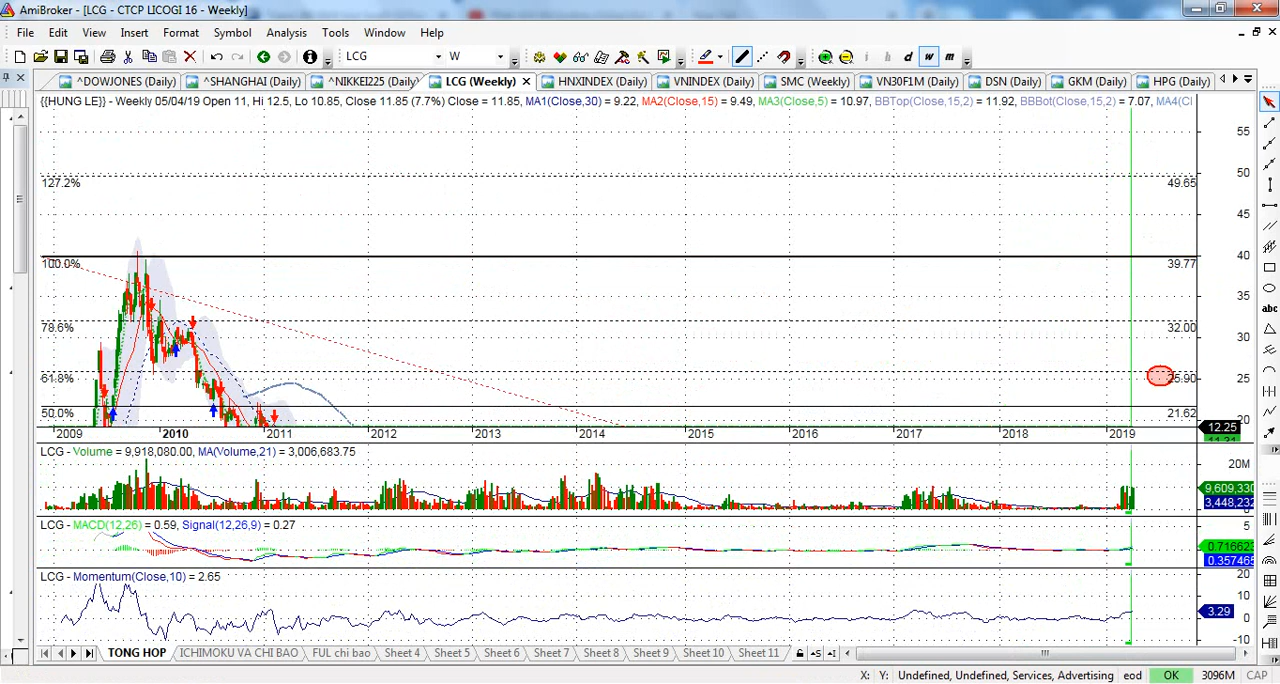 AmiBroker - [LCG - CTCP LICOGI 16 - Weekly]
File Edit View Insert Format Symbol Analysis Tools Window Help
LCG W i h d w m
^DOWJONES (Daily) ^SHANGHAI (Daily) ^NIKKEI225 (Daily) LCG (Weekly) HNXINDEX (Daily) VNINDEX (Daily) SMC (Weekly) VN30F1M (Daily) DSN (Daily) GKM (Daily) HPG (Daily)
{{HUNG LE}} - Weekly 05/04/19 Open 11, Hi 12.5, Lo 10.85, Close 11.85 (7.7%) Close = 11.85, MA1(Close,30) = 9.22, MA2(Close,15) = 9.49, MA3(Close,5) = 10.97, BBTop(Close,15,2) = 11.92, BBBot(Close,15,2) = 7.07, MA4(Cl
55
50
127.2% 49.65
45
40
100.0% 39.77
35
78.6% 32.00
30
61.8% 25.90
25
50.0% 21.62
20
12.25
2009 2010 2011 2012 2013 2014 2015 2016 2017 2018 2019
LCG - Volume = 9,918,080.00, MA(Volume,21) = 3,006,683.75
20M
9,609,330
3,448,232
LCG - MACD(12,26) = 0.59, Signal(12,26,9) = 0.27
5
0.716623
0.357465
LCG - Momentum(Close,10) = 2.65
20
10
3.29
0
-10
TONG HOP ICHIMOKU VA CHI BAO FUL chi bao Sheet 4 Sheet 5 Sheet 6 Sheet 7 Sheet 8 Sheet 9 Sheet 10 Sheet 11
X: Y: Undefined, Undefined, Services, Advertising eod OK 3096M CAP
abc